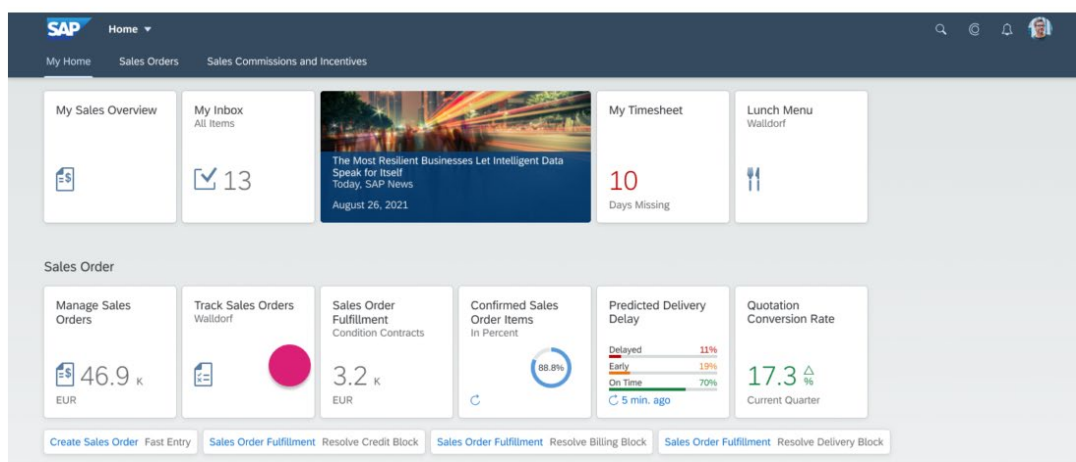 SAP
Home
My Home
Sales Orders
Sales Commissions and Incentives
My Sales Overview
My Inbox
All Items
13
The Most Resilient Businesses Let Intelligent Data
Speak for Itself
Today, SAP News
August 26, 2021
My Timesheet
10
Days Missing
Lunch Menu
Walldorf
Sales Order
Manage Sales
Orders
46.9 K
EUR
Track Sales Orders
Walldorf
Sales Order
Fulfillment
Condition Contracts
3.2 K
EUR
Confirmed Sales
Order Items
In Percent
88.8%
Predicted Delivery
Delay
Delayed 11%
Early 19%
On Time 70%
5 min. ago
Quotation
Conversion Rate
17.3 %
Current Quarter
Create Sales Order Fast Entry
Sales Order Fulfillment Resolve Credit Block
Sales Order Fulfillment Resolve Billing Block
Sales Order Fulfillment Resolve Delivery Block